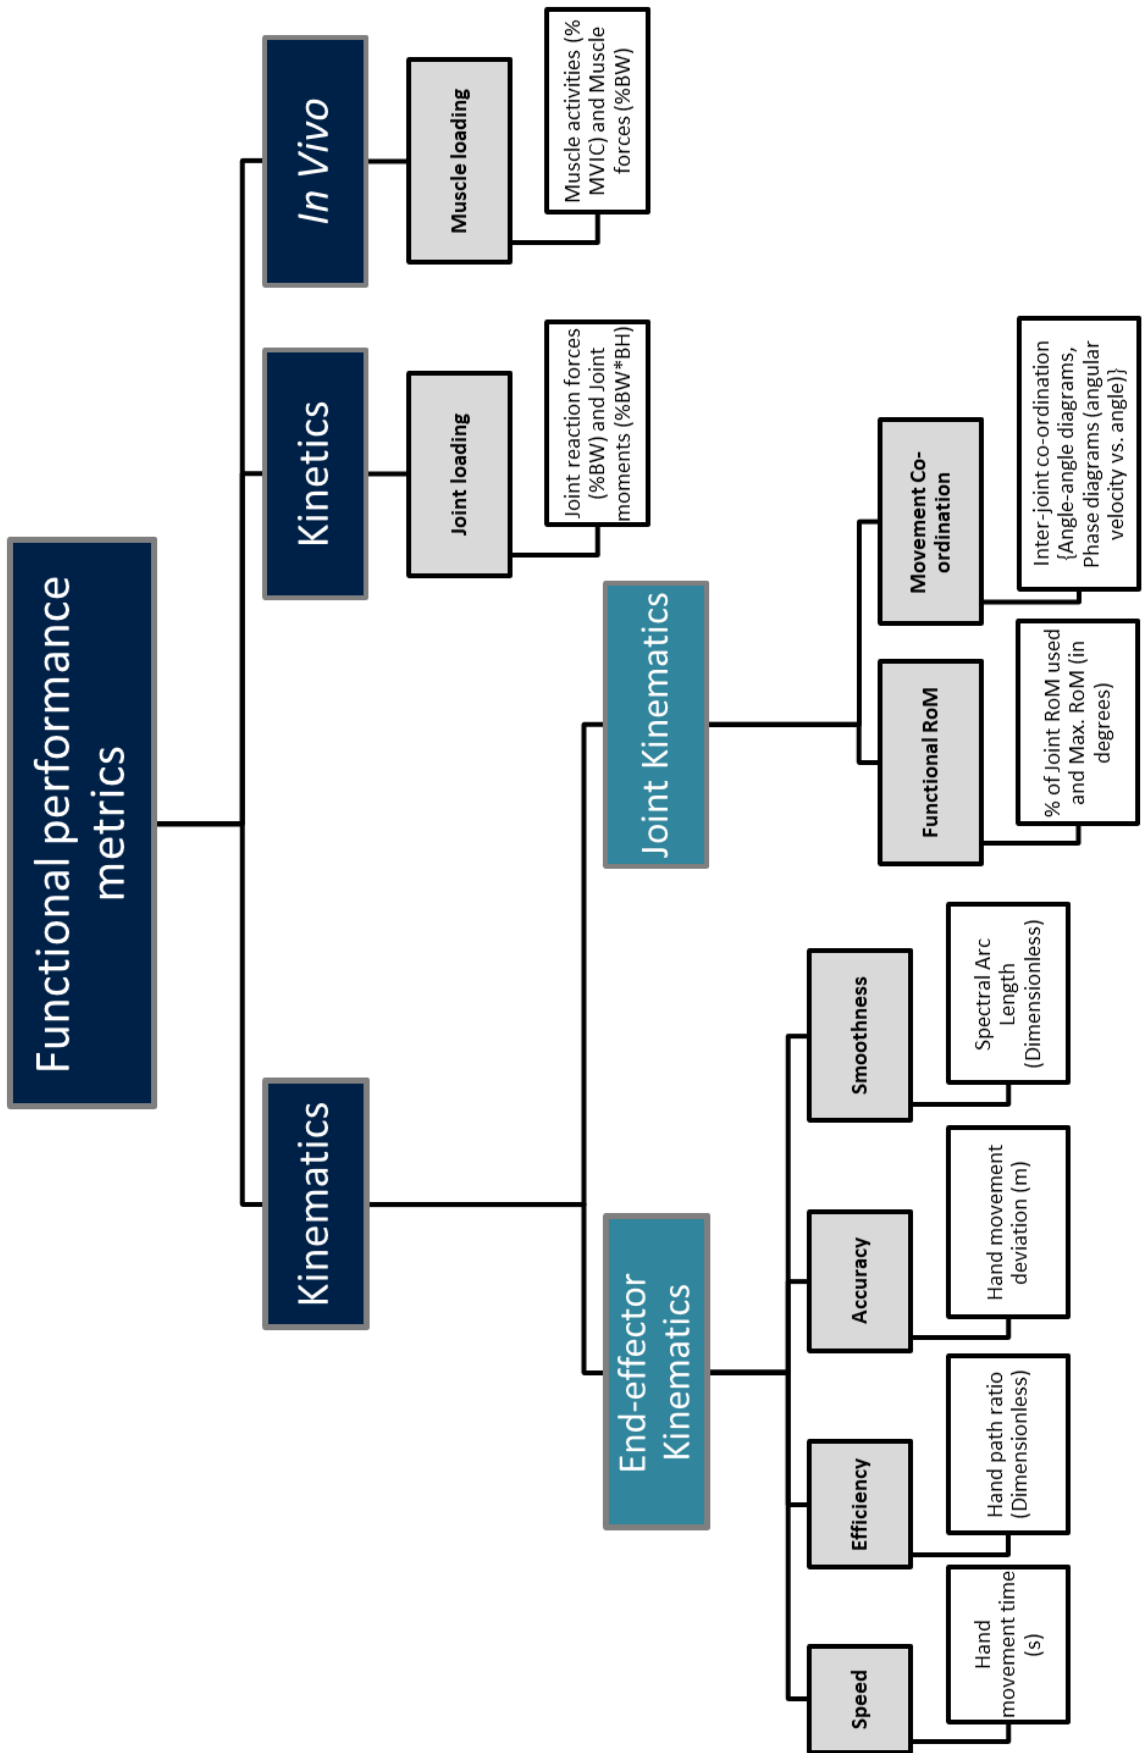 Functional performance
metrics
Kinematics
Kinetics
In Vivo
End-effector
Kinematics
Joint Kinematics
Joint loading
Joint reaction forces
(%BW) and Joint
moments (%BW*BH)
Muscle loading
Muscle activities (%
MVIC) and Muscle
forces (%BW)
Speed
Hand
movement time
(s)
Efficiency
Hand path ratio
(Dimensionless)
Accuracy
Hand movement
deviation (m)
Smoothness
Spectral Arc
Length
(Dimensionless)
Functional RoM
% of Joint RoM used
and Max. RoM (in
degrees)
Movement Co-
ordination
Inter-joint co-ordination
{Angle-angle diagrams,
Phase diagrams (angular
velocity vs. angle)}